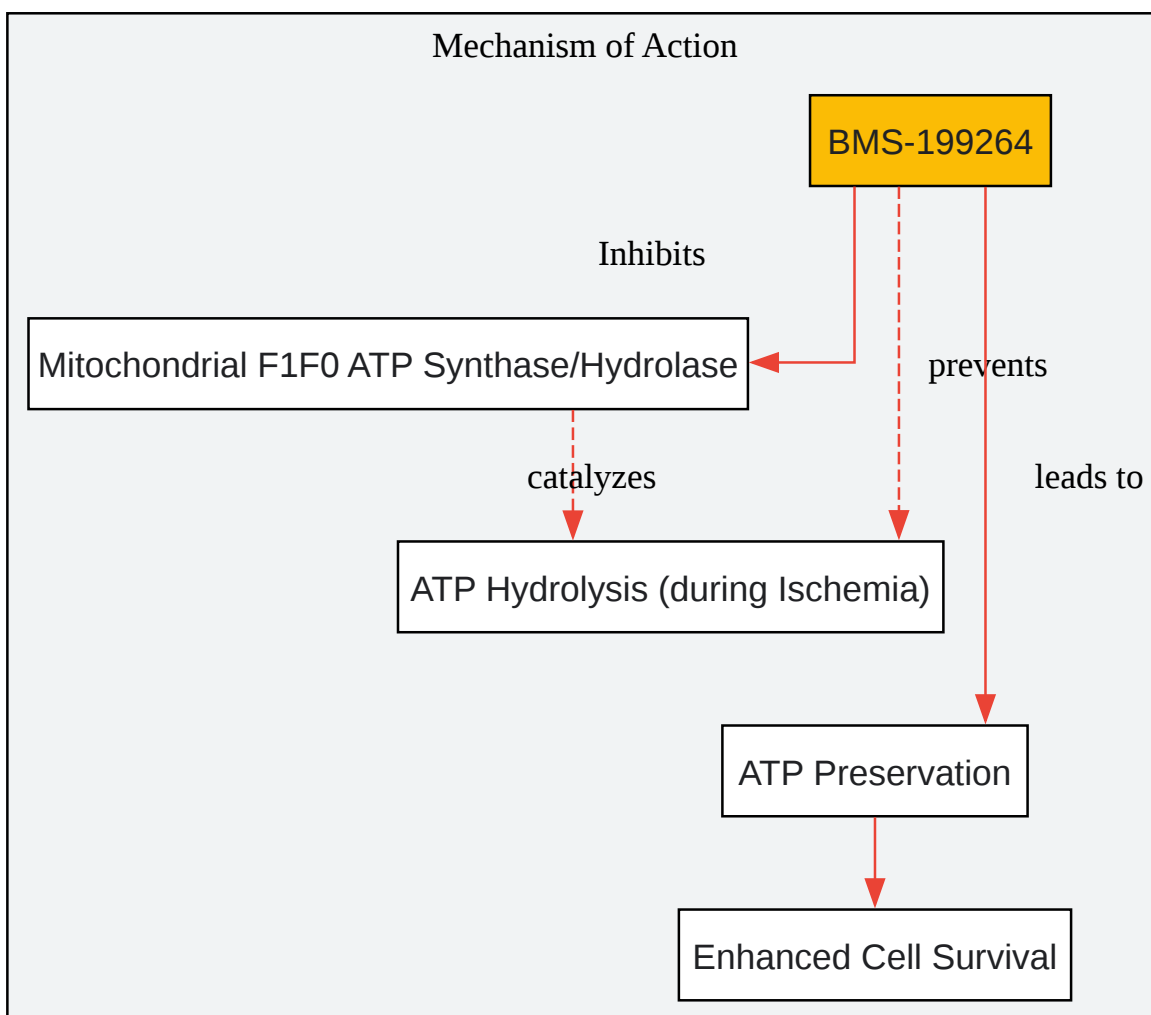 Mechanism of Action
BMS-199264
Inhibits
Mitochondrial F1F0 ATP Synthase/Hydrolase
prevents
catalyzes
leads to
ATP Hydrolysis (during Ischemia)
ATP Preservation
Enhanced Cell Survival